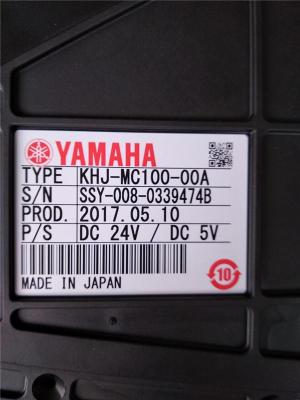 YAMAHA
TYPE KHJ-MC100-00A
S/N SSY-008-0339474B
PROD. 2017.05.10
P/S DC 24V / DC 5V
MADE IN JAPAN
10